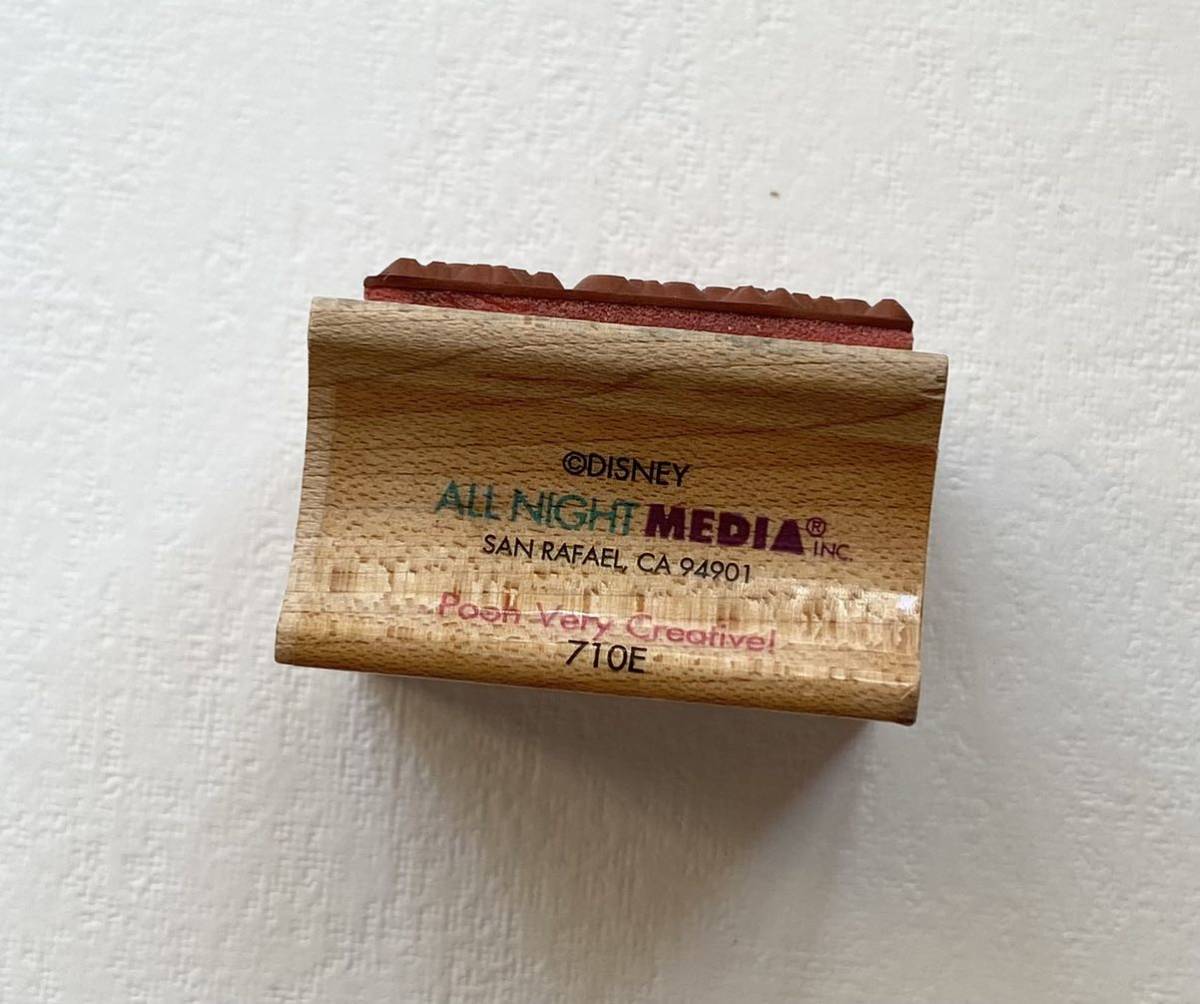 ©DISNEY
ALL NIGHT MEDIA® INC.
SAN RAFAEL, CA 94901
Pooh Very Creative!
710E